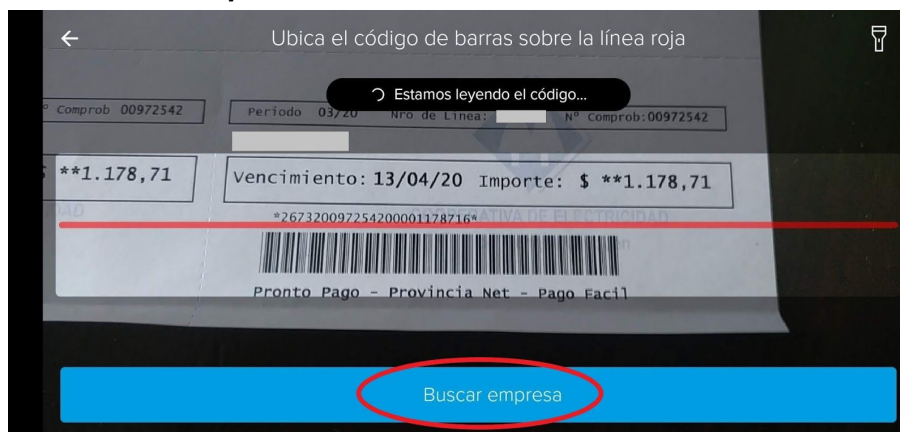 Ubica el código de barras sobre la línea roja
Estamos leyendo el código...
Comprob 00972542
Periodo 03/20 Nro de Linea: Nº Comprob:00972542
**1.178,71
Vencimiento: 13/04/20 Importe: $ **1.178,71
*267320097254200001178716*
COOPERATIVA DE ELECTRICIDAD
Pronto Pago - Provincia Net - Pago Facil
Buscar empresa